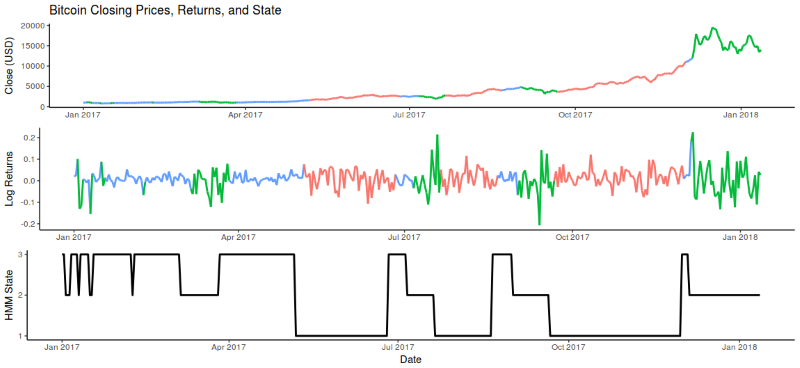 Bitcoin Closing Prices, Returns, and State
Close (USD)
20000
15000
10000
5000
0
Jan 2017 Apr 2017 Jul 2017 Oct 2017 Jan 2018
Log Returns
0.2
0.1
0.0
-0.1
-0.2
Jan 2017 Apr 2017 Jul 2017 Oct 2017 Jan 2018
HMM State
3
2
1
Jan 2017 Apr 2017 Jul 2017 Oct 2017 Jan 2018
Date